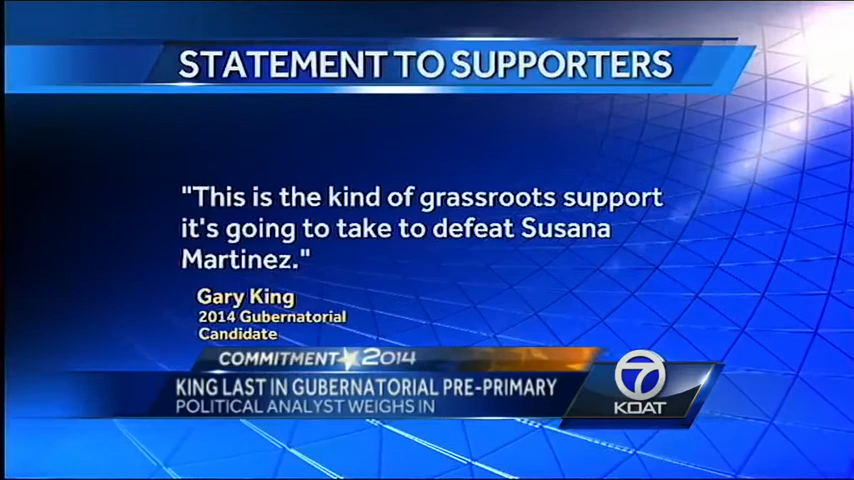 STATEMENT TO SUPPORTERS
"This is the kind of grassroots support
it's going to take to defeat Susana
Martinez."
Gary King
2014 Gubernatorial
Candidate
COMMITMENT 2014
KING LAST IN GUBERNATORIAL PRE-PRIMARY
POLITICAL ANALYST WEIGHS IN
7
KOAT